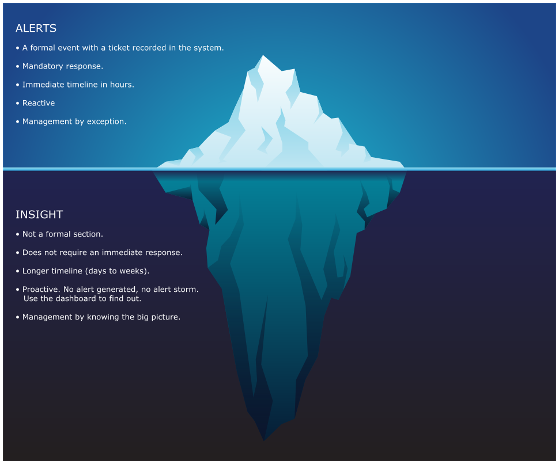 ALERTS
• A formal event with a ticket recorded in the system.
• Mandatory response.
• Immediate timeline in hours.
• Reactive
• Management by exception.
INSIGHT
• Not a formal section.
• Does not require an immediate response.
• Longer timeline (days to weeks).
• Proactive. No alert generated, no alert storm.
Use the dashboard to find out.
• Management by knowing the big picture.